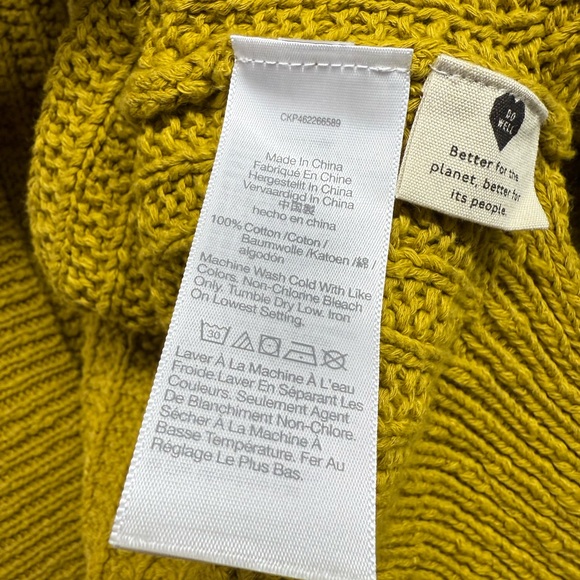 CKP462266589
Made In China
Fabriqué En Chine
Hergestellt In China
Vervaardigd In China
中国製
hecho en china
100% Cotton /Coton /
Baumwolle /Katoen /綿 /
algodón
Machine Wash Cold With Like
Colors. Non-Chlorine Bleach
Only. Tumble Dry Low. Iron
On Lowest Setting.
30
Laver À La Machine À L'eau
Froide.Laver En Séparant Les
Couleurs. Seulement Agent
De Blanchiment Non-Chlore.
Sécher À La Machine À
Basse Température. Fer Au
Réglage Le Plus Bas.
DO
WELL
Better for the
planet, better for
its people.